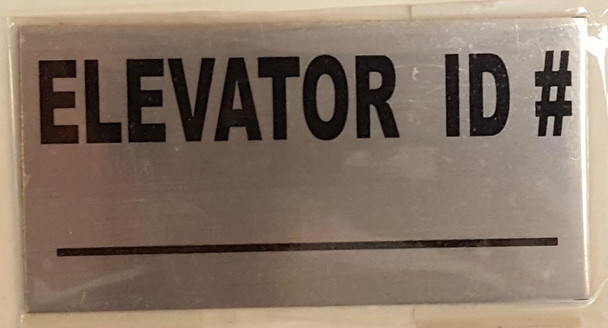 ELEVATOR ID #